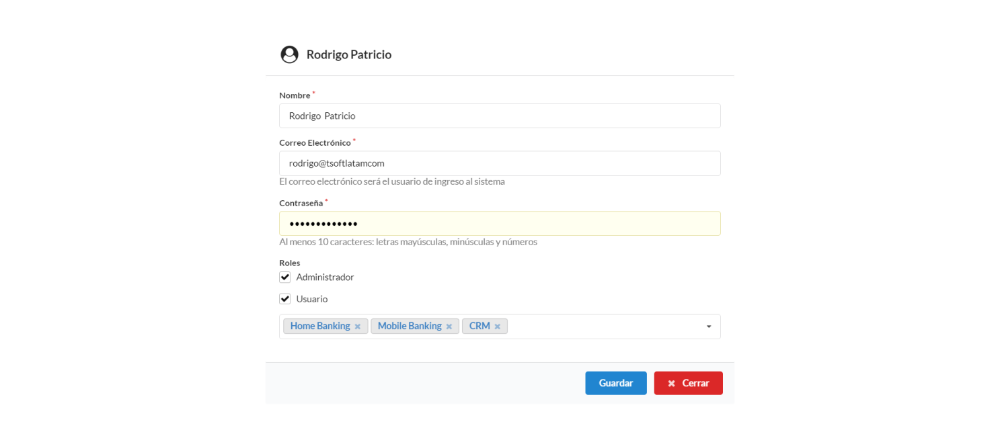 Rodrigo Patricio
Nombre *
Rodrigo  Patricio
Correo Electrónico *
rodrigo@tsoftlatamcom
El correo electrónico será el usuario de ingreso al sistema
Contraseña *
•••••••••••••
Al menos 10 caracteres: letras mayúsculas, minúsculas y números
Roles
Administrador
Usuario
Home Banking Mobile Banking CRM
Guardar Cerrar